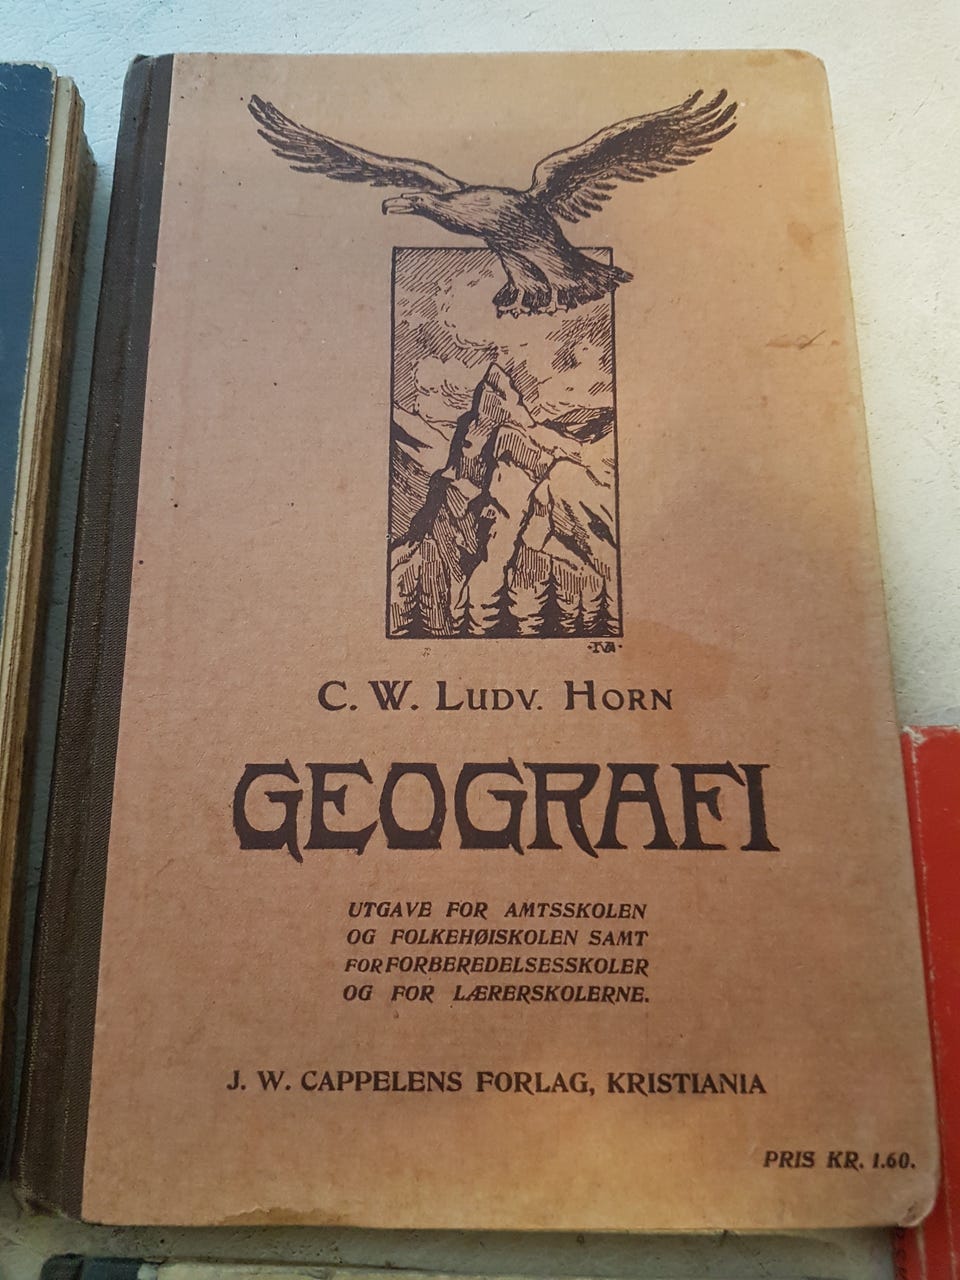 C. W. LUDV. HORN
GEOGRAFI
UTGAVE FOR AMTSSKOLEN
OG FOLKEHØISKOLEN SAMT
FOR FORBEREDELSESSKOLER
OG FOR LÆRERSKOLERNE.
J. W. CAPPELENS FORLAG, KRISTIANIA
PRIS KR. 1.60.